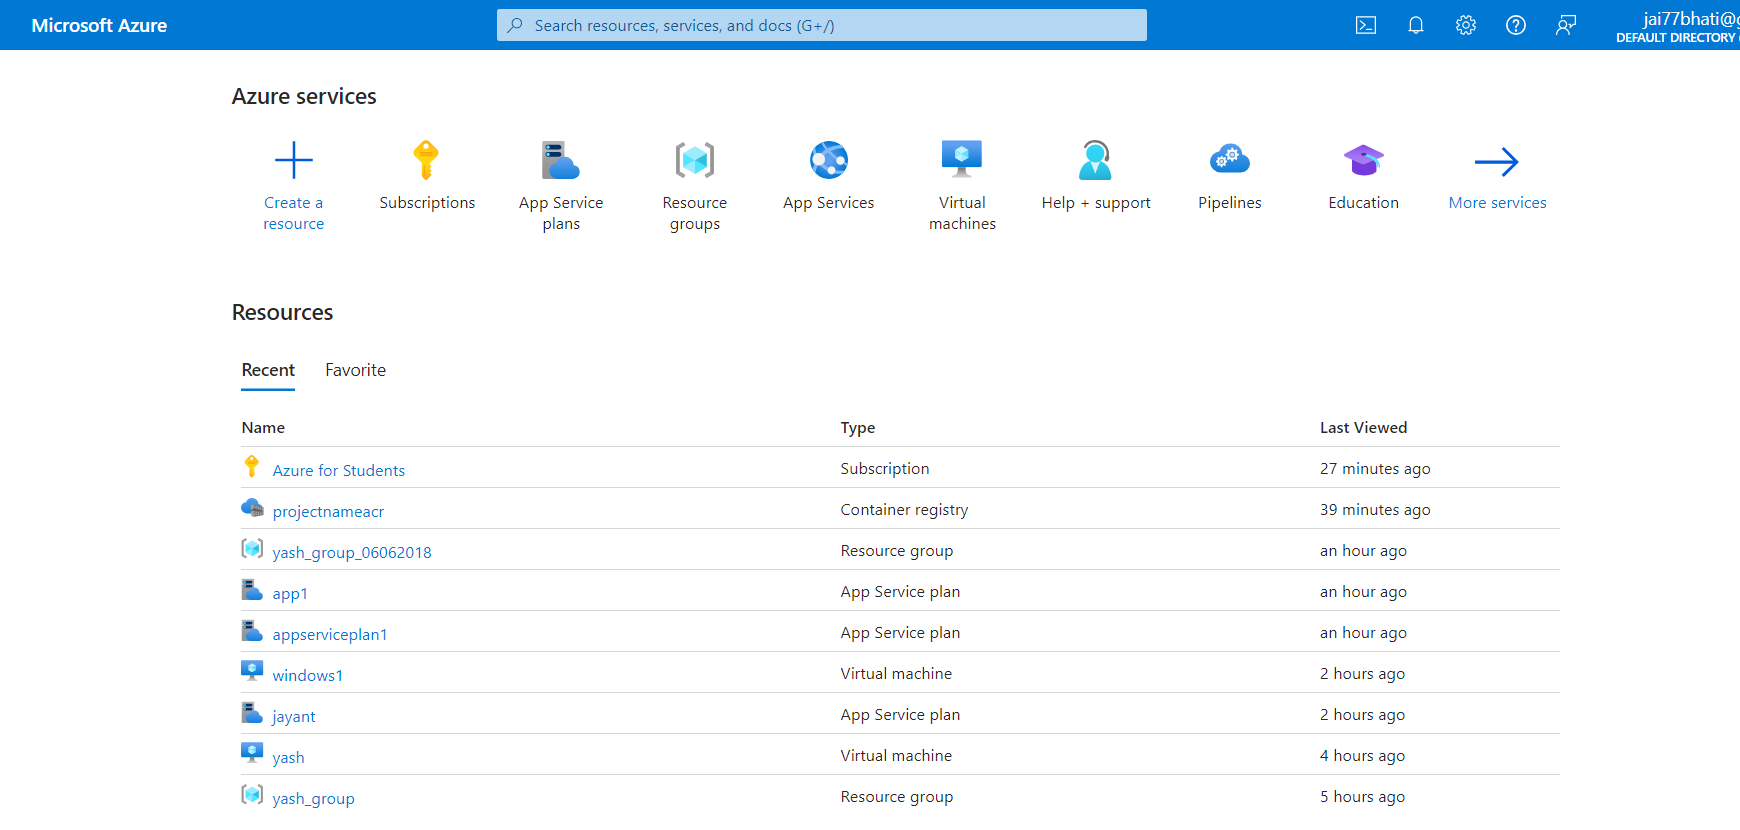 Microsoft Azure
Search resources, services, and docs (G+/)
jai77bhati@g
DEFAULT DIRECTORY
Azure services
Create a resource
Subscriptions
App Service plans
Resource groups
App Services
Virtual machines
Help + support
Pipelines
Education
More services
Resources
Recent Favorite
Name Type Last Viewed
Azure for Students Subscription 27 minutes ago
projectnameacr Container registry 39 minutes ago
yash_group_06062018 Resource group an hour ago
app1 App Service plan an hour ago
appserviceplan1 App Service plan an hour ago
windows1 Virtual machine 2 hours ago
jayant App Service plan 2 hours ago
yash Virtual machine 4 hours ago
yash_group Resource group 5 hours ago